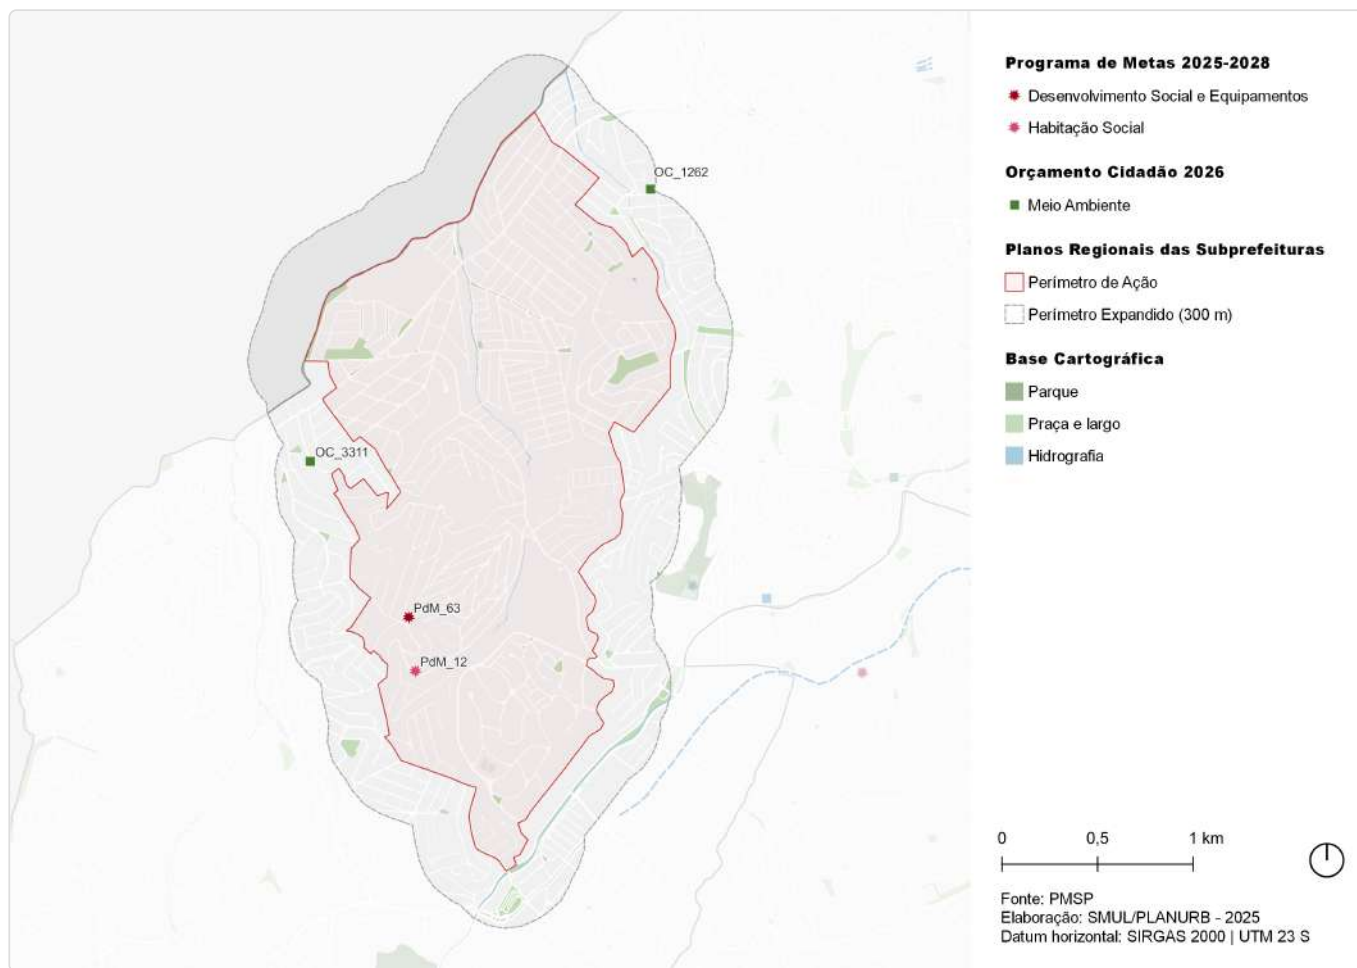 OC_1262
OC_3311
PdM_63
PdM_12
Programa de Metas 2025-2028
Desenvolvimento Social e Equipamentos
Habitação Social
Orçamento Cidadão 2026
Meio Ambiente
Planos Regionais das Subprefeituras
Perímetro de Ação
Perímetro Expandido (300 m)
Base Cartográfica
Parque
Praça e largo
Hidrografia
0 0,5 1 km
Fonte: PMSP
Elaboração: SMUL/PLANURB - 2025
Datum horizontal: SIRGAS 2000 | UTM 23 S